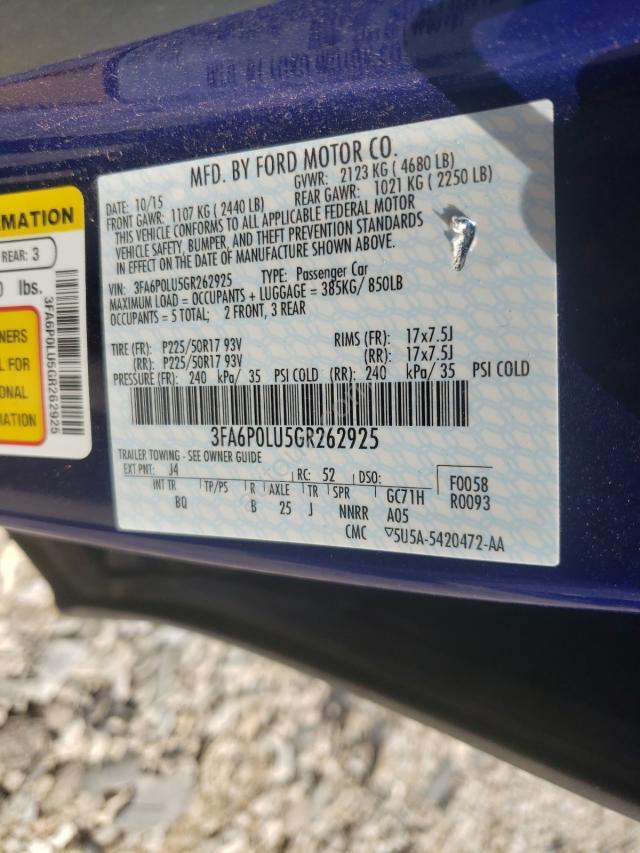 MFD. BY FORD MOTOR CO.
DATE: 10/15 GVWR: 2123 KG ( 4680 LB)
FRONT GAWR: 1107 KG ( 2440 LB) REAR GAWR: 1021 KG ( 2250 LB)
THIS VEHICLE CONFORMS TO ALL APPLICABLE FEDERAL MOTOR
VEHICLE SAFETY, BUMPER, AND THEFT PREVENTION STANDARDS
IN EFFECT ON THE DATE OF MANUFACTURE SHOWN ABOVE.
VIN: 3FA6P0LU5GR262925 TYPE: Passenger Car
MAXIMUM LOAD = OCCUPANTS + LUGGAGE = 385KG/ 850LB
OCCUPANTS = 5 TOTAL; 2 FRONT, 3 REAR
TIRE (FR): P225/50R17 93V RIMS (FR): 17x7.5J
(RR): P225/50R17 93V (RR): 17x7.5J
PRESSURE (FR): 240 kPa/ 35 PSI COLD (RR): 240 kPa/ 35 PSI COLD
3FA6P0LU5GR262925
TRAILER TOWING - SEE OWNER GUIDE
EXT PNT: J4 RC: 52 DSO: F0058
INT TR TP/PS R AXLE TR SPR GC71H R0093
BQ B 25 J NNRR A05
CMC ▽5U5A-5420472-AA
RMATION
REAR: 3
0 lbs.
3FA6P0LU5GR262925
NERS
L FOR
ONAL
MATION